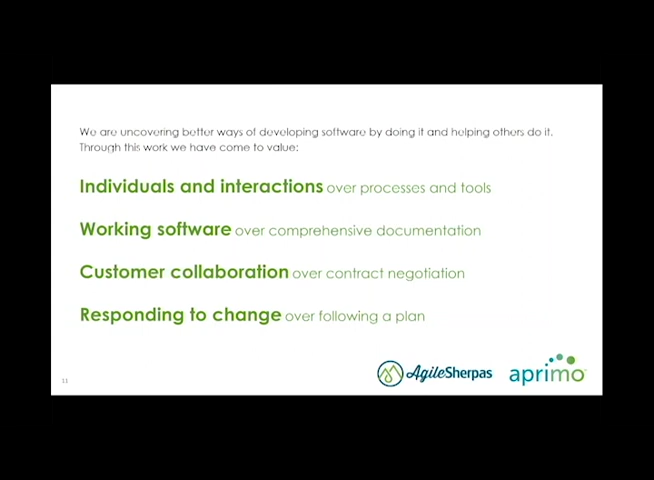 We are uncovering better ways of developing software by doing it and helping others do it.
Through this work we have come to value:
Individuals and interactions over processes and tools
Working software over comprehensive documentation
Customer collaboration over contract negotiation
Responding to change over following a plan
11
AgileSherpas
aprimo